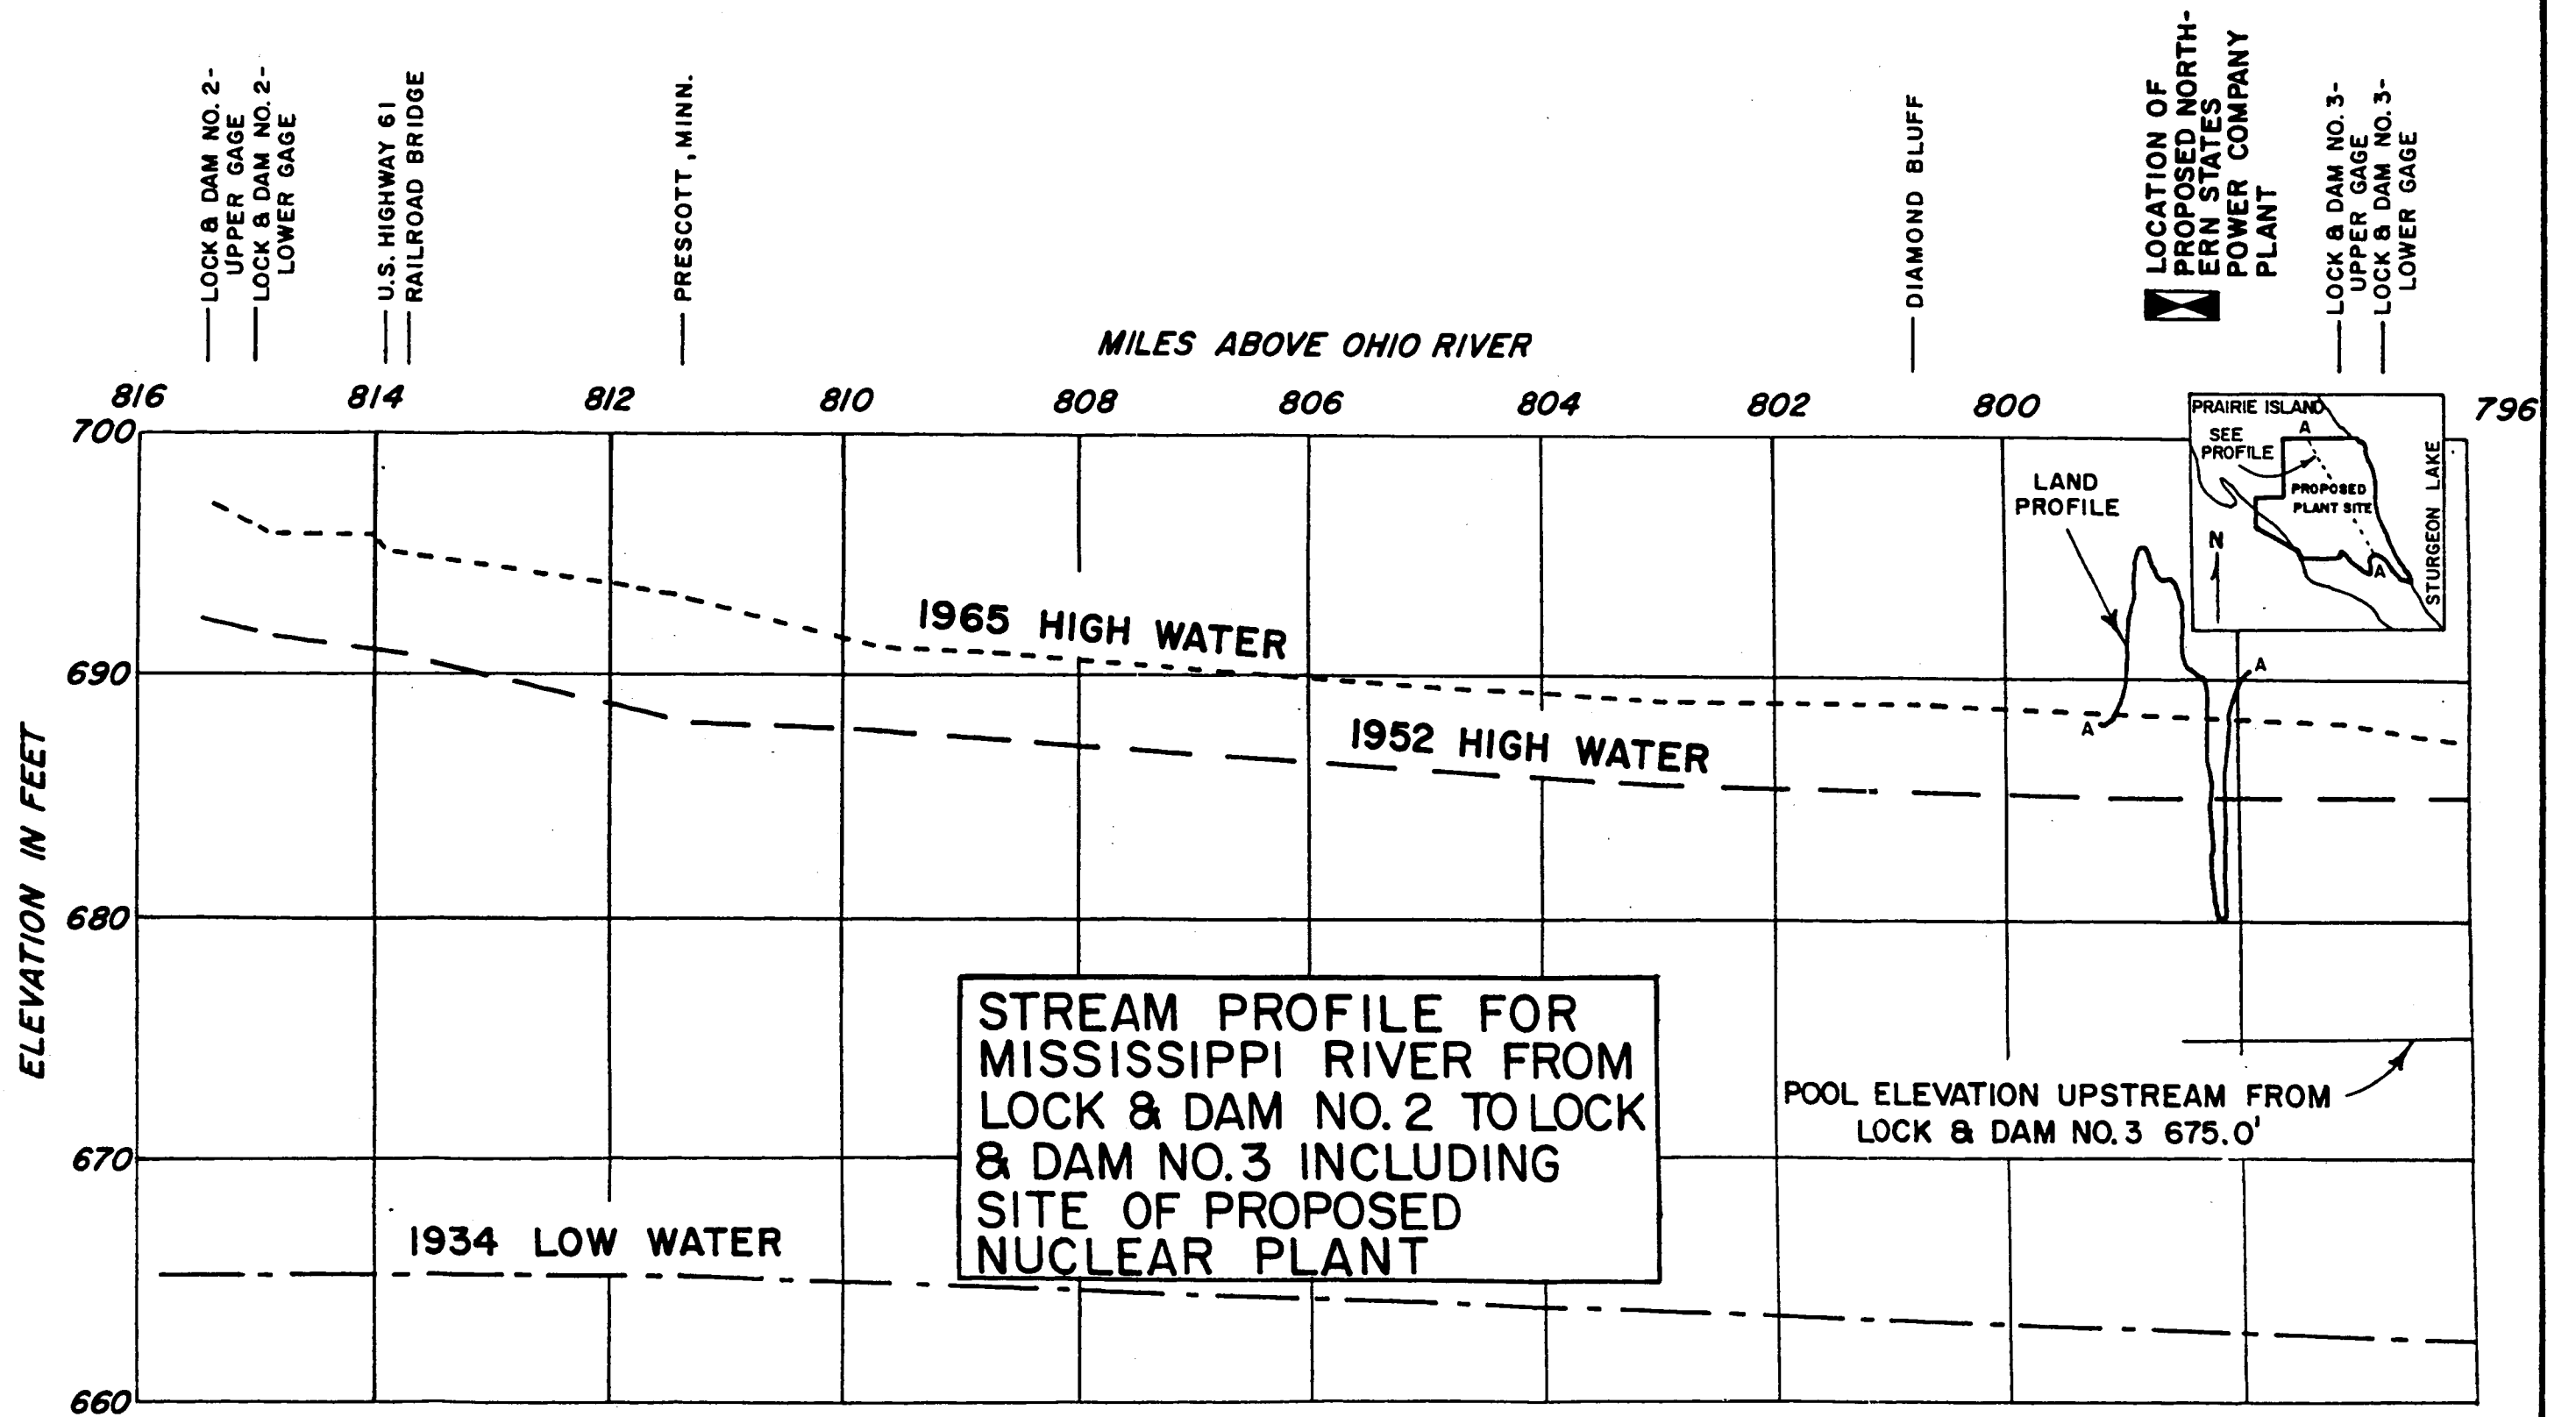 LOCK & DAM NO. 2-
UPPER GAGE
LOCK & DAM NO. 2-
LOWER GAGE
U.S. HIGHWAY 61
RAILROAD BRIDGE
PRESCOTT, MINN.
DIAMOND BLUFF
LOCATION OF
PROPOSED NORTH-
ERN STATES
POWER COMPANY
PLANT
LOCK & DAM NO. 3-
UPPER GAGE
LOCK & DAM NO. 3-
LOWER GAGE
MILES ABOVE OHIO RIVER
816 814 812 810 808 806 804 802 800 796
PRAIRIE ISLAND
A
SEE
PROFILE
PROPOSED
PLANT SITE
N
A
STURGEON LAKE
700
LAND
PROFILE
1965 HIGH WATER
690
A
A
1952 HIGH WATER
ELEVATION IN FEET
680
STREAM PROFILE FOR
MISSISSIPPI RIVER FROM
LOCK & DAM NO. 2 TO LOCK
& DAM NO. 3 INCLUDING
SITE OF PROPOSED
NUCLEAR PLANT
POOL ELEVATION UPSTREAM FROM
LOCK & DAM NO. 3 675.0'
670
1934 LOW WATER
660